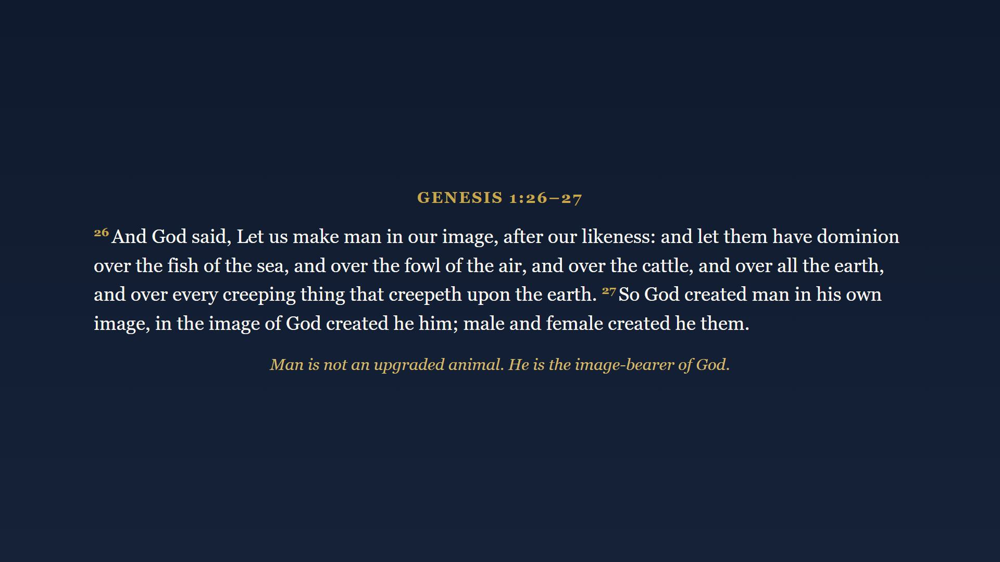 GENESIS 1:26–27
26 And God said, Let us make man in our image, after our likeness: and let them have dominion
over the fish of the sea, and over the fowl of the air, and over the cattle, and over all the earth,
and over every creeping thing that creepeth upon the earth. 27 So God created man in his own
image, in the image of God created he him; male and female created he them.
Man is not an upgraded animal. He is the image-bearer of God.